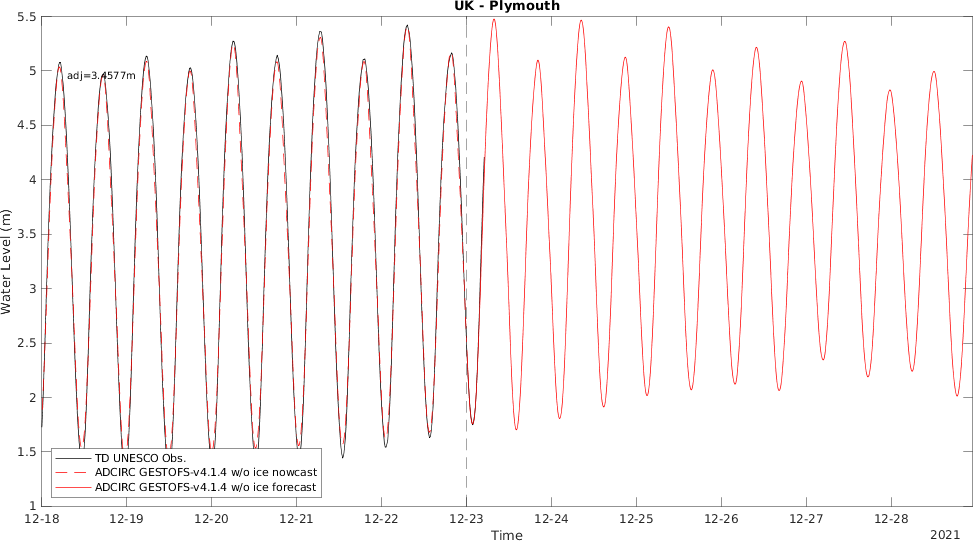 UK - Plymouth
5.5
5
4.5
4
3.5
3
2.5
2
1.5
1
Water Level (m)
adj=3.4577m
TD UNESCO Obs.
ADCIRC GESTOFS-v4.1.4 w/o ice nowcast
ADCIRC GESTOFS-v4.1.4 w/o ice forecast
12-18 12-19 12-20 12-21 12-22 12-23 12-24 12-25 12-26 12-27 12-28
Time
2021